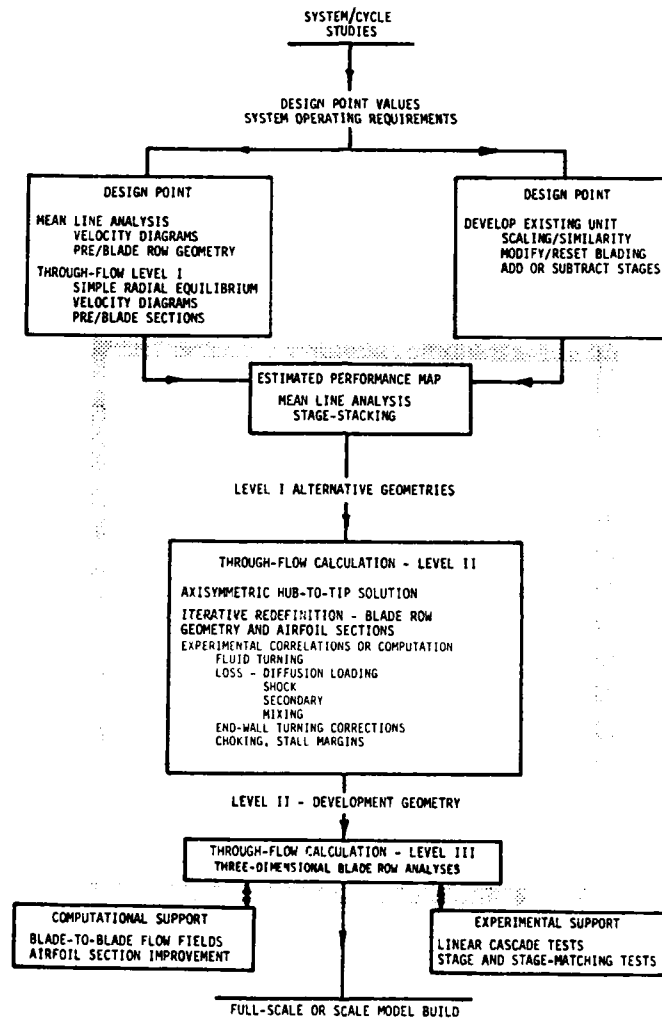 SYSTEM/CYCLE
STUDIES
DESIGN POINT VALUES
SYSTEM OPERATING REQUIREMENTS
DESIGN POINT
MEAN LINE ANALYSIS
VELOCITY DIAGRAMS
PRE/BLADE ROW GEOMETRY
THROUGH-FLOW LEVEL I
SIMPLE RADIAL EQUILIBRIUM
VELOCITY DIAGRAMS
PRE/BLADE SECTIONS
DESIGN POINT
DEVELOP EXISTING UNIT
SCALING/SIMILARITY
MODIFY/RESET BLADING
ADD OR SUBTRACT STAGES
ESTIMATED PERFORMANCE MAP
MEAN LINE ANALYSIS
STAGE-STACKING
LEVEL I ALTERNATIVE GEOMETRIES
THROUGH-FLOW CALCULATION - LEVEL II
AXISYMMETRIC HUB-TO-TIP SOLUTION
ITERATIVE REDEFINITION - BLADE ROW
GEOMETRY AND AIRFOIL SECTIONS
EXPERIMENTAL CORRELATIONS OR COMPUTATION
FLUID TURNING
LOSS - DIFFUSION LOADING
SHOCK
SECONDARY
MIXING
END-WALL TURNING CORRECTIONS
CHOKING, STALL MARGINS
LEVEL II - DEVELOPMENT GEOMETRY
THROUGH-FLOW CALCULATION - LEVEL III
THREE-DIMENSIONAL BLADE ROW ANALYSES
COMPUTATIONAL SUPPORT
BLADE-TO-BLADE FLOW FIELDS
AIRFOIL SECTION IMPROVEMENT
EXPERIMENTAL SUPPORT
LINEAR CASCADE TESTS
STAGE AND STAGE-MATCHING TESTS
FULL-SCALE OR SCALE MODEL BUILD